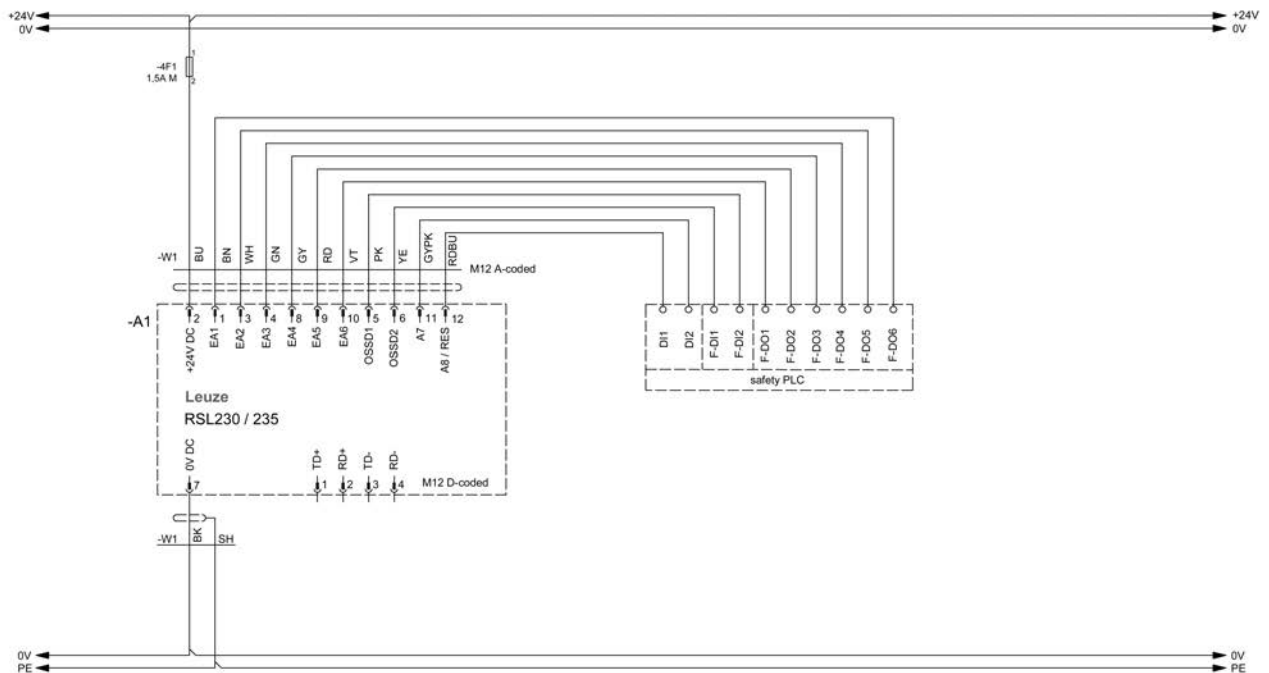 +24V +24V
0V 0V
-4F1 1
1,5A M 2
-W1 BU BN WH GN GY RD VT PK YE GYPK RDBU
M12 A-coded
-A1
2 1 3 4 8 9 10 5 6 11 12
+24V DC EA1 EA2 EA3 EA4 EA5 EA6 OSSD1 OSSD2 A7 A8 / RES
DI1 DI2 F-DI1 F-DI2 F-DO1 F-DO2 F-DO3 F-DO4 F-DO5 F-DO6
safety PLC
Leuze
RSL230 / 235
0V DC TD+ RD+ TD- RD-
7 1 2 3 4 M12 D-coded
-W1 BK SH
0V 0V
PE PE